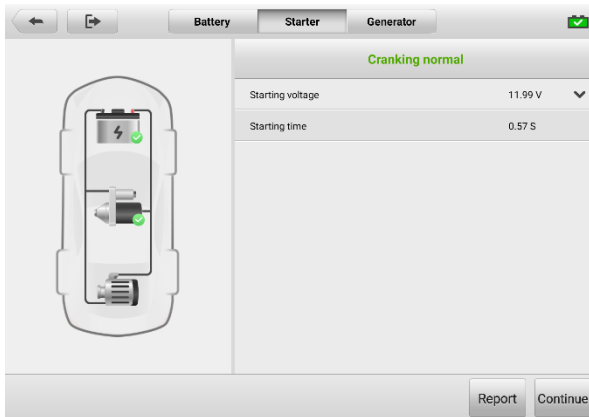 Battery Starter Generator
Cranking normal
Starting voltage 11.99 V
Starting time 0.57 S
Report Continue